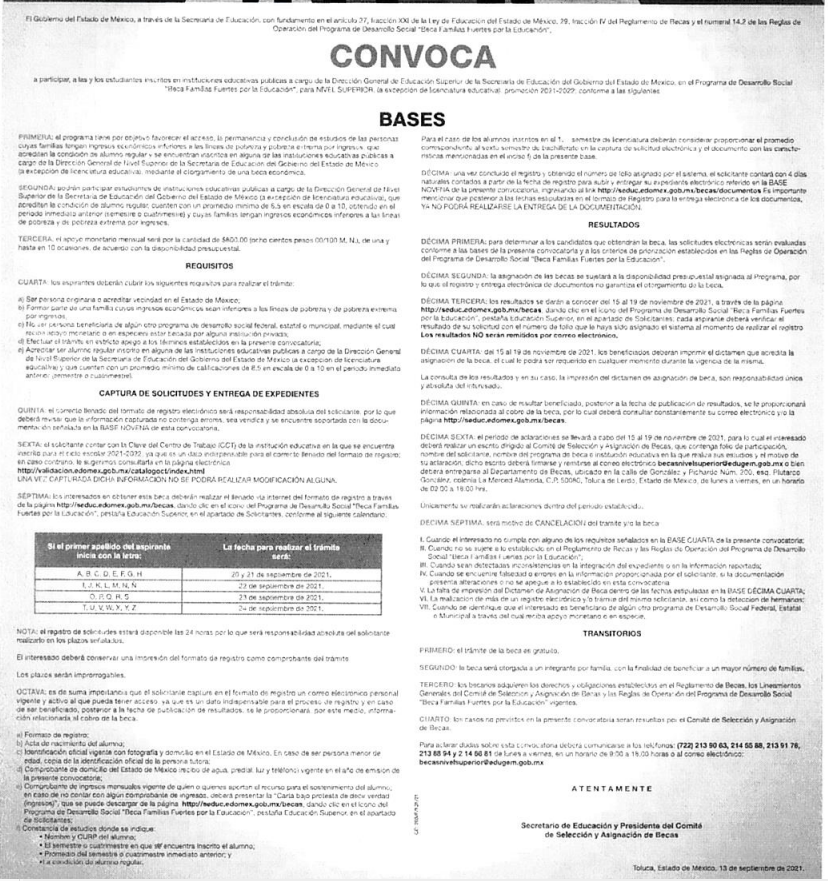 El Gobierno del Estado de México, a través de la Secretaría de Educación, con fundamento en el artículo 27, fracción XXI de la Ley de Educación del Estado de México, 29, fracción IV del Reglamento de Becas y el numeral 14.2 de las Reglas de
Operación del Programa de Desarrollo Social "Beca Familias Fuertes por la Educación",
CONVOCA
a participar, a las y los estudiantes inscritos en instituciones educativas públicas a cargo de la Dirección General de Educación Superior de la Secretaría de Educación del Gobierno del Estado de México, en el Programa de Desarrollo Social
"Beca Familias Fuertes por la Educación", para NIVEL SUPERIOR, (a excepción de licenciatura educativa), promoción 2021-2022, conforme a las siguientes
BASES
PRIMERA: el programa tiene por objetivo favorecer el acceso, la permanencia y conclusión de estudios de las personas
cuyas familias tengan ingresos económicos inferiores a las líneas de pobreza y pobreza extrema por ingresos, que
acrediten la condición de alumno regular y se encuentran inscritos en alguna de las instituciones educativas públicas a
cargo de la Dirección General de Nivel Superior de la Secretaría de Educación del Gobierno del Estado de México
(a excepción de licenciatura educativa), mediante el otorgamiento de una beca económica.
SEGUNDA: podrán participar estudiantes de instituciones educativas públicas a cargo de la Dirección General de Nivel
Superior de la Secretaría de Educación del Gobierno del Estado de México (a excepción de licenciatura educativa), que
acrediten la condición de alumno regular, cuenten con un promedio mínimo de 8.5 en escala de 0 a 10, obtenido en el
periodo inmediato anterior (semestre o cuatrimestre) y cuyas familias tengan ingresos económicos inferiores a las líneas
de pobreza y de pobreza extrema por ingresos.
TERCERA: el apoyo monetario mensual será por la cantidad de $800.00 (ocho cientos pesos 00/100 M. N.), de una y
hasta en 10 ocasiones, de acuerdo con la disponibilidad presupuestal.
REQUISITOS
CUARTA: los aspirantes deberán cubrir los siguientes requisitos para realizar el trámite:
a) Ser persona originaria o acreditar vecindad en el Estado de México;
b) Formar parte de una familia cuyos ingresos económicos sean inferiores a las líneas de pobreza y de pobreza extrema
por ingresos.
c) No ser persona beneficiaria de algún otro programa de desarrollo social federal, estatal o municipal, mediante el cual
reciba apoyo monetario o en especie ni estar becada por alguna institución privada;
d) Efectuar el trámite en estricto apego a los términos establecidos en la presente convocatoria;
e) Acreditar ser alumno regular inscrito en alguna de las instituciones educativas públicas a cargo de la Dirección General
de Nivel Superior de la Secretaría de Educación del Gobierno del Estado de México (a excepción de licenciatura
educativa) y que cuenten con un promedio mínimo de calificaciones de 8.5 en escala de 0 a 10 en el periodo inmediato
anterior (semestre o cuatrimestre).
CAPTURA DE SOLICITUDES Y ENTREGA DE EXPEDIENTES
QUINTA: el correcto llenado del formato de registro electrónico será responsabilidad absoluta del solicitante, por lo que
deberá revisar que la información capturada no contenga errores, sea verídica y se encuentre soportada con la docu-
mentación señalada en la BASE NOVENA de esta convocatoria.
SEXTA: el solicitante contar con la Clave del Centro de Trabajo (CCT) de la institución educativa en la que se encuentra
inscrito para el ciclo escolar 2021-2022, ya que es un dato indispensable para el correcto llenado del formato de registro;
en caso contrario, le sugerimos consultarla en la página electrónica
http://validacion.edomex.gob.mx/catalogoct/index.html
UNA VEZ CAPTURADA DICHA INFORMACIÓN NO SE PODRÁ REALIZAR MODIFICACIÓN ALGUNA.
SÉPTIMA: los interesados en obtener esta beca deberán realizar el llenado vía internet del formato de registro a través
de la página http://seduc.edomex.gob.mx/becas, dando clic en el ícono del Programa de Desarrollo Social "Beca Familias
Fuertes por la Educación", pestaña Educación Superior, en el apartado de Solicitantes, conforme al siguiente calendario:
Si el primer apellido del aspirante inicia con la letra: La fecha para realizar el trámite será:
A, B, C, D, E, F, G, H 20 y 21 de septiembre de 2021.
I, J, K, L, M, N, Ñ 22 de septiembre de 2021.
O, P, Q, R, S 23 de septiembre de 2021.
T, U, V, W, X, Y, Z 24 de septiembre de 2021.
NOTA: el registro de solicitudes estará disponible las 24 horas por lo que será responsabilidad absoluta del solicitante
realizarlo en los plazos señalados.
El interesado deberá conservar una impresión del formato de registro como comprobante del trámite
Los plazos serán improrrogables.
OCTAVA: es de suma importancia que el solicitante capture en el formato de registro un correo electrónico personal
vigente y activo al que pueda tener acceso, ya que es un dato indispensable para el proceso de registro y en caso
de ser beneficiado, posterior a la fecha de publicación de resultados, se le proporcionará, por este medio, informa-
ción relacionada al cobro de la beca.
a) Formato de registro;
b) Acta de nacimiento del alumno;
c) Identificación oficial vigente con fotografía y domicilio en el Estado de México. En caso de ser persona menor de
edad, copia de la identificación oficial de la persona tutora;
d) Comprobante de domicilio del Estado de México (recibo de agua, predial, luz y teléfono) vigente en el año de emisión de
la presente convocatoria;
e) Comprobante de ingresos mensuales vigente de quien o quienes aportan el recurso para el sostenimiento del alumno,
en caso de no contar con algún comprobante de ingresos, deberá presentar la "Carta bajo protesta de decir verdad
(ingresos)", que se puede descargar de la página http://seduc.edomex.gob.mx/becas, dando clic en el ícono del
Programa de Desarrollo Social "Beca Familias Fuertes por la Educación", pestaña Educación Superior, en el apartado
de Solicitantes;
f) Constancia de estudios donde se indique:
• Nombre y CURP del alumno;
• El semestre o cuatrimestre en que se encuentra inscrito el alumno;
• Promedio del semestre o cuatrimestre inmediato anterior; y
• La condición de alumno regular.
Para el caso de los alumnos inscritos en el 1. semestre de licenciatura deberán considerar proporcionar el promedio
correspondiente al sexto semestre de bachillerato en la captura de solicitud electrónica y el documento con las caracte-
rísticas mencionadas en el inciso f) de la presente base.
DÉCIMA: una vez concluido el registro y obtenido el número de folio asignado por el sistema, el solicitante contará con 4 días
naturales contados a partir de la fecha de registro para subir y entregar su expediente electrónico referido en la BASE
NOVENA de la presente convocatoria, ingresando al link http://seduc.edomex.gob.mx/becas/documentos Es importante
mencionar que posterior a las fechas estipuladas en el formato de Registro para la entrega electrónica de los documentos,
YA NO PODRÁ REALIZARSE LA ENTREGA DE LA DOCUMENTACIÓN.
RESULTADOS
DÉCIMA PRIMERA: para determinar a los candidatos que obtendrán la beca, las solicitudes electrónicas serán evaluadas
conforme a las bases de la presente convocatoria y a los criterios de priorización establecidos en las Reglas de Operación
del Programa de Desarrollo Social "Beca Familias Fuertes por la Educación".
DÉCIMA SEGUNDA: la asignación de las becas se sujetará a la disponibilidad presupuestal asignada al Programa, por
lo que el registro y entrega electrónica de documentos no garantiza el otorgamiento de la beca.
DÉCIMA TERCERA: los resultados se darán a conocer del 15 al 19 de noviembre de 2021, a través de la página
http://seduc.edomex.gob.mx/becas, dando clic en el ícono del Programa de Desarrollo Social "Beca Familias Fuertes
por la Educación", pestaña Educación Superior, en el apartado de Solicitantes; cada aspirante deberá verificar el
resultado de su solicitud con el número de folio que le haya sido asignado el sistema al momento de realizar el registro
Los resultados NO serán remitidos por correo electrónico.
DÉCIMA CUARTA: del 15 al 19 de noviembre de 2021, los beneficiados deberán imprimir el dictamen que acredita la
asignación de la beca, el cual le podrá ser requerido en cualquier momento durante la vigencia de la misma.
La consulta de los resultados y en su caso, la impresión del dictamen de asignación de beca, son responsabilidad única
y absoluta del interesado.
DÉCIMA QUINTA: en caso de resultar beneficiado, posterior a la fecha de publicación de resultados, se le proporcionará
información relacionada al cobro de la beca, por lo cual deberá consultar constantemente su correo electrónico y/o la
página http://seduc.edomex.gob.mx/becas.
DÉCIMA SEXTA: el periodo de aclaraciones se llevará a cabo del 15 al 19 de noviembre de 2021, para lo cual el interesado
deberá realizar un escrito dirigido al Comité de Selección y Asignación de Becas, que contenga folio de participación,
nombre del solicitante, nombre del programa de beca e institución educativa en la que realiza sus estudios y el motivo de
su aclaración, dicho escrito deberá firmarse y remitirse al correo electrónico becasnivelsuperior@edugem.gob.mx o bien
deberá entregarse al Departamento de Becas, ubicado en la calle de González y Pichardo Núm. 200, esq. Plutarco
González, colonia La Merced Alameda, C.P. 50080, Toluca de Lerdo, Estado de México, de lunes a viernes, en un horario
de 09:00 a 18:00 hrs.
Únicamente se realizarán aclaraciones dentro del periodo establecido.
DÉCIMA SÉPTIMA: será motivo de CANCELACIÓN del trámite y/o la beca
I. Cuando el interesado no cumpla con alguno de los requisitos señalados en la BASE CUARTA de la presente convocatoria;
II. Cuando no se sujete a lo establecido en el Reglamento de Becas y las Reglas de Operación del Programa de Desarrollo
Social "Beca Familias Fuertes por la Educación";
III. Cuando sean detectadas inconsistencias en la integración del expediente o en la información reportada;
IV. Cuando se encuentre falsedad o errores en la información proporcionada por el solicitante, si la documentación
presenta alteraciones o no se apegue a lo establecido en esta convocatoria
V. La falta de impresión del Dictamen de Asignación de Beca dentro de las fechas estipuladas en la BASE DÉCIMA CUARTA;
VI. La realización de más de un registro electrónico y/o trámite del mismo solicitante, así como la detección de hermanos;
VII. Cuando se identifique que el interesado es beneficiario de algún otro programa de Desarrollo Social Federal, Estatal
o Municipal a través del cual reciba apoyo monetario o en especie.
TRANSITORIOS
PRIMERO: el trámite de la beca es gratuito.
SEGUNDO: la beca será otorgada a un integrante por familia, con la finalidad de beneficiar a un mayor número de familias.
TERCERO: los becarios adquieren los derechos y obligaciones establecidos en el Reglamento de Becas, los Lineamientos
Generales del Comité de Selección y Asignación de Becas y las Reglas de Operación del Programa de Desarrollo Social
"Beca Familias Fuertes por la Educación" vigentes.
CUARTO: los casos no previstos en la presente convocatoria serán resueltos por el Comité de Selección y Asignación
de Becas.
Para aclarar dudas sobre esta convocatoria deberá comunicarse a los teléfonos: (722) 213 90 63, 214 55 88, 213 91 76,
213 88 94 y 2 14 56 81 de lunes a viernes, en un horario de 9:00 a 18:00 horas o al correo electrónico:
becasnivelsuperior@edugem.gob.mx
ATENTAMENTE
Secretario de Educación y Presidente del Comité
de Selección y Asignación de Becas
Toluca, Estado de México, 13 de septiembre de 2021.